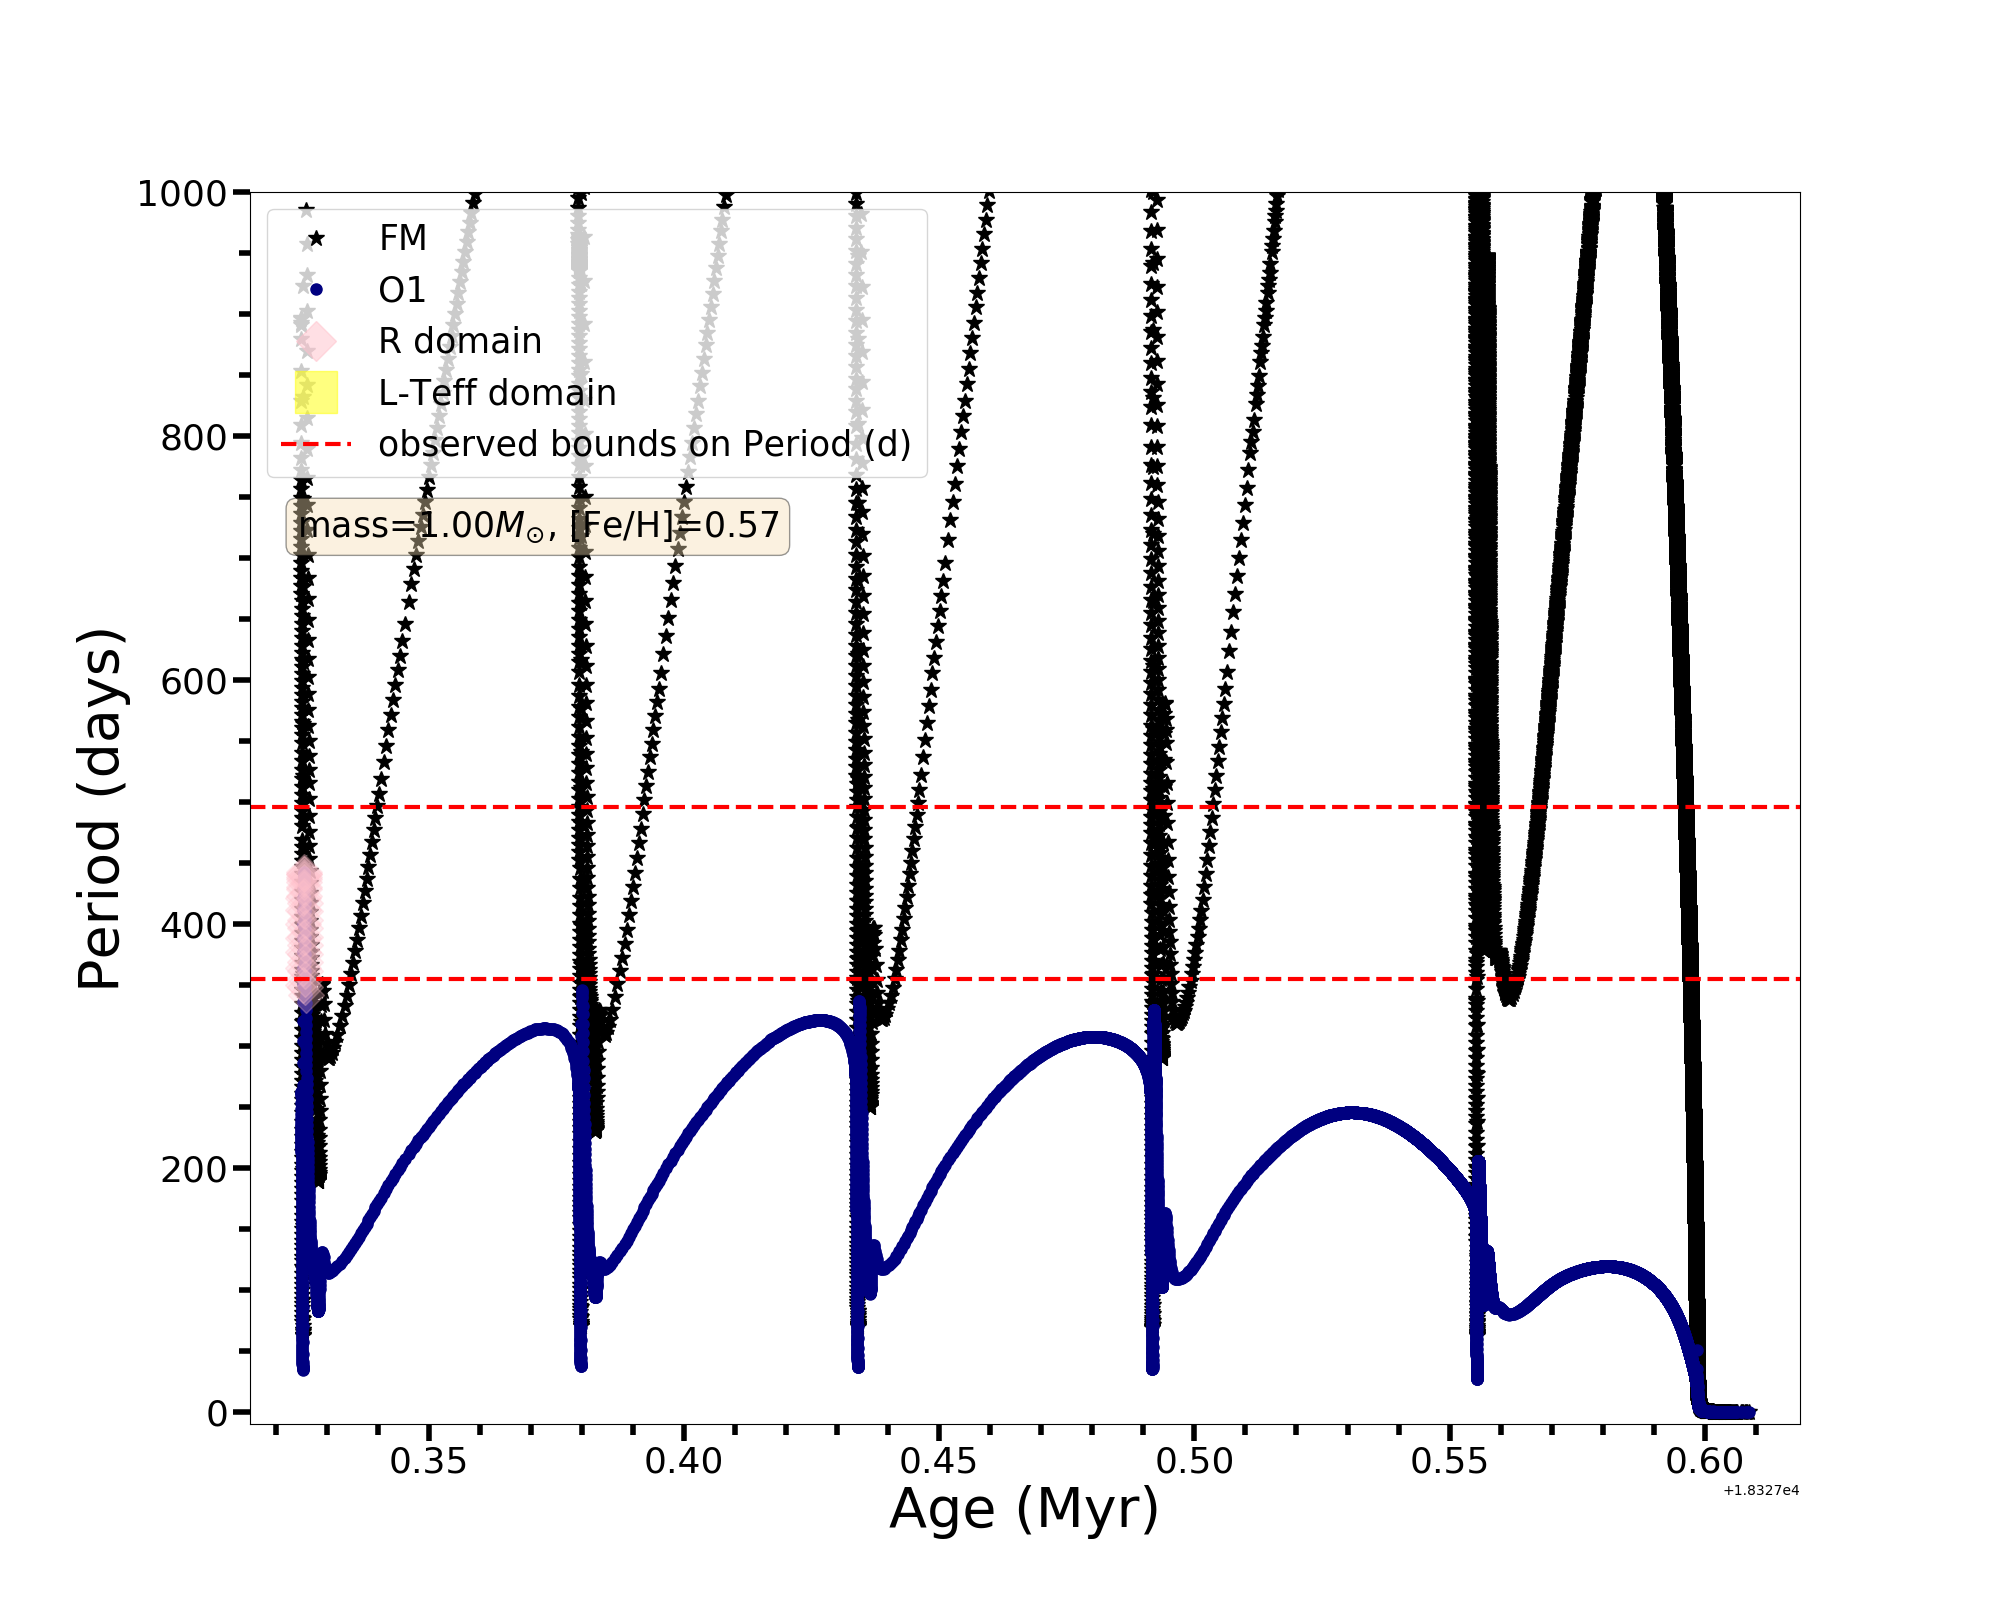 1000
800
600
400
200
0
Period (days)
FM
O1
R domain
L-Teff domain
observed bounds on Period (d)
mass=1.00M⊙, [Fe/H]=0.57
0.35 0.40 0.45 0.50 0.55 0.60
+1.8327e4
Age (Myr)